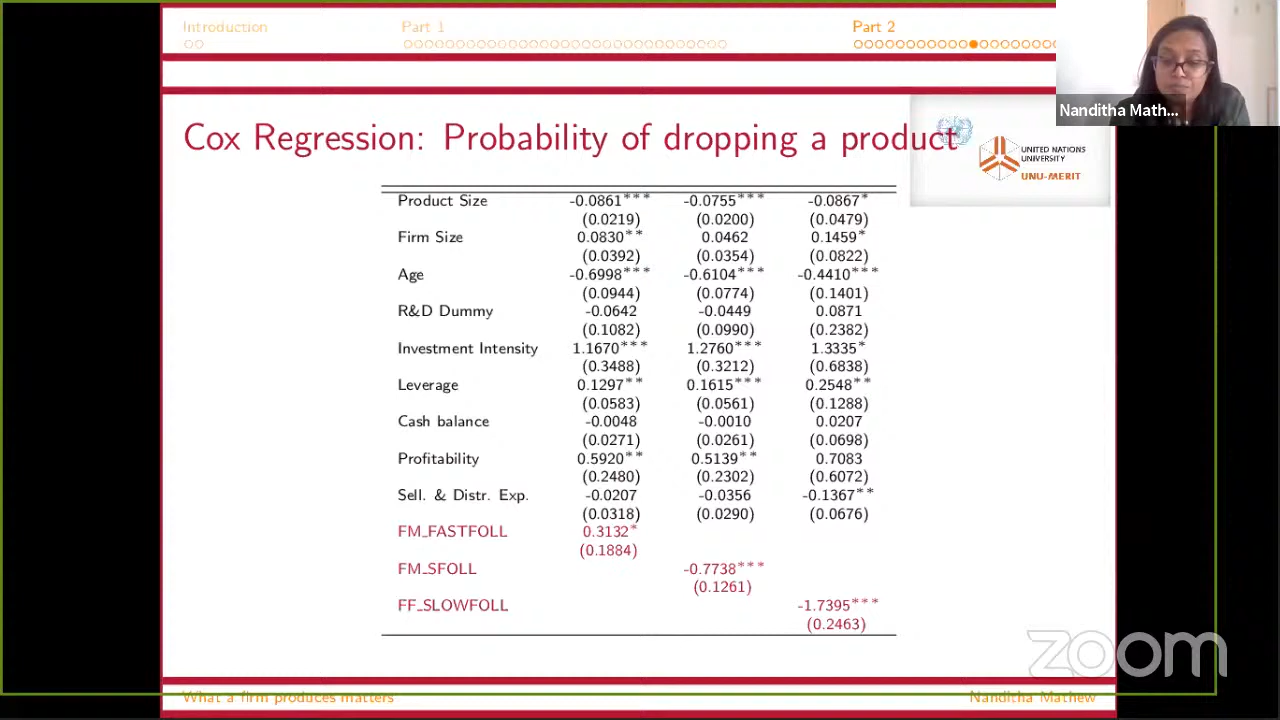 Introduction Part 1 Part 2
Nanditha Math...
Cox Regression: Probability of dropping a product
UNITED NATIONS
UNIVERSITY
UNU-MERIT
Product Size -0.0861*** -0.0755*** -0.0867*
(0.0219) (0.0200) (0.0479)
Firm Size 0.0830** 0.0462 0.1459*
(0.0392) (0.0354) (0.0822)
Age -0.6998*** -0.6104*** -0.4410***
(0.0944) (0.0774) (0.1401)
R&D Dummy -0.0642 -0.0449 0.0871
(0.1082) (0.0990) (0.2382)
Investment Intensity 1.1670*** 1.2760*** 1.3335*
(0.3488) (0.3212) (0.6838)
Leverage 0.1297** 0.1615*** 0.2548**
(0.0583) (0.0561) (0.1288)
Cash balance -0.0048 -0.0010 0.0207
(0.0271) (0.0261) (0.0698)
Profitability 0.5920** 0.5139** 0.7083
(0.2480) (0.2302) (0.6072)
Sell. & Distr. Exp. -0.0207 -0.0356 -0.1367**
(0.0318) (0.0290) (0.0676)
FM_FASTFOLL 0.3132*
(0.1884)
FM_SFOLL -0.7738***
(0.1261)
FF_SLOWFOLL -1.7395***
(0.2463)
zoom
What a firm produces matters Nanditha Mathew